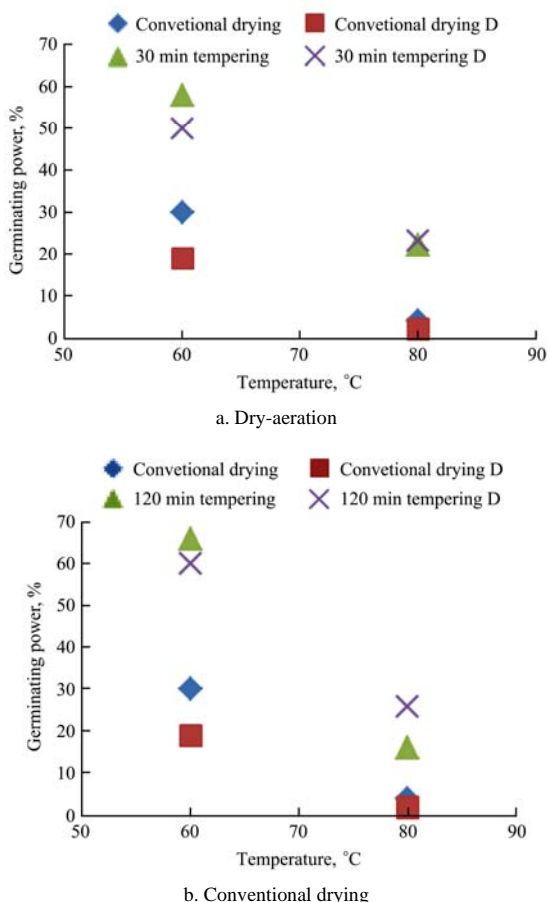 Convetional drying
Convetional drying D
30 min tempering
30 min tempering D
Germinating power, %
60
50
40
30
20
10
0
50
60
70
80
90
Temperature, °C
a. Dry-aeration
Convetional drying
Convetional drying D
120 min tempering
120 min tempering D
Germinating power, %
70
60
50
40
30
20
10
0
50
60
70
80
90
Temperature, °C
b. Conventional drying